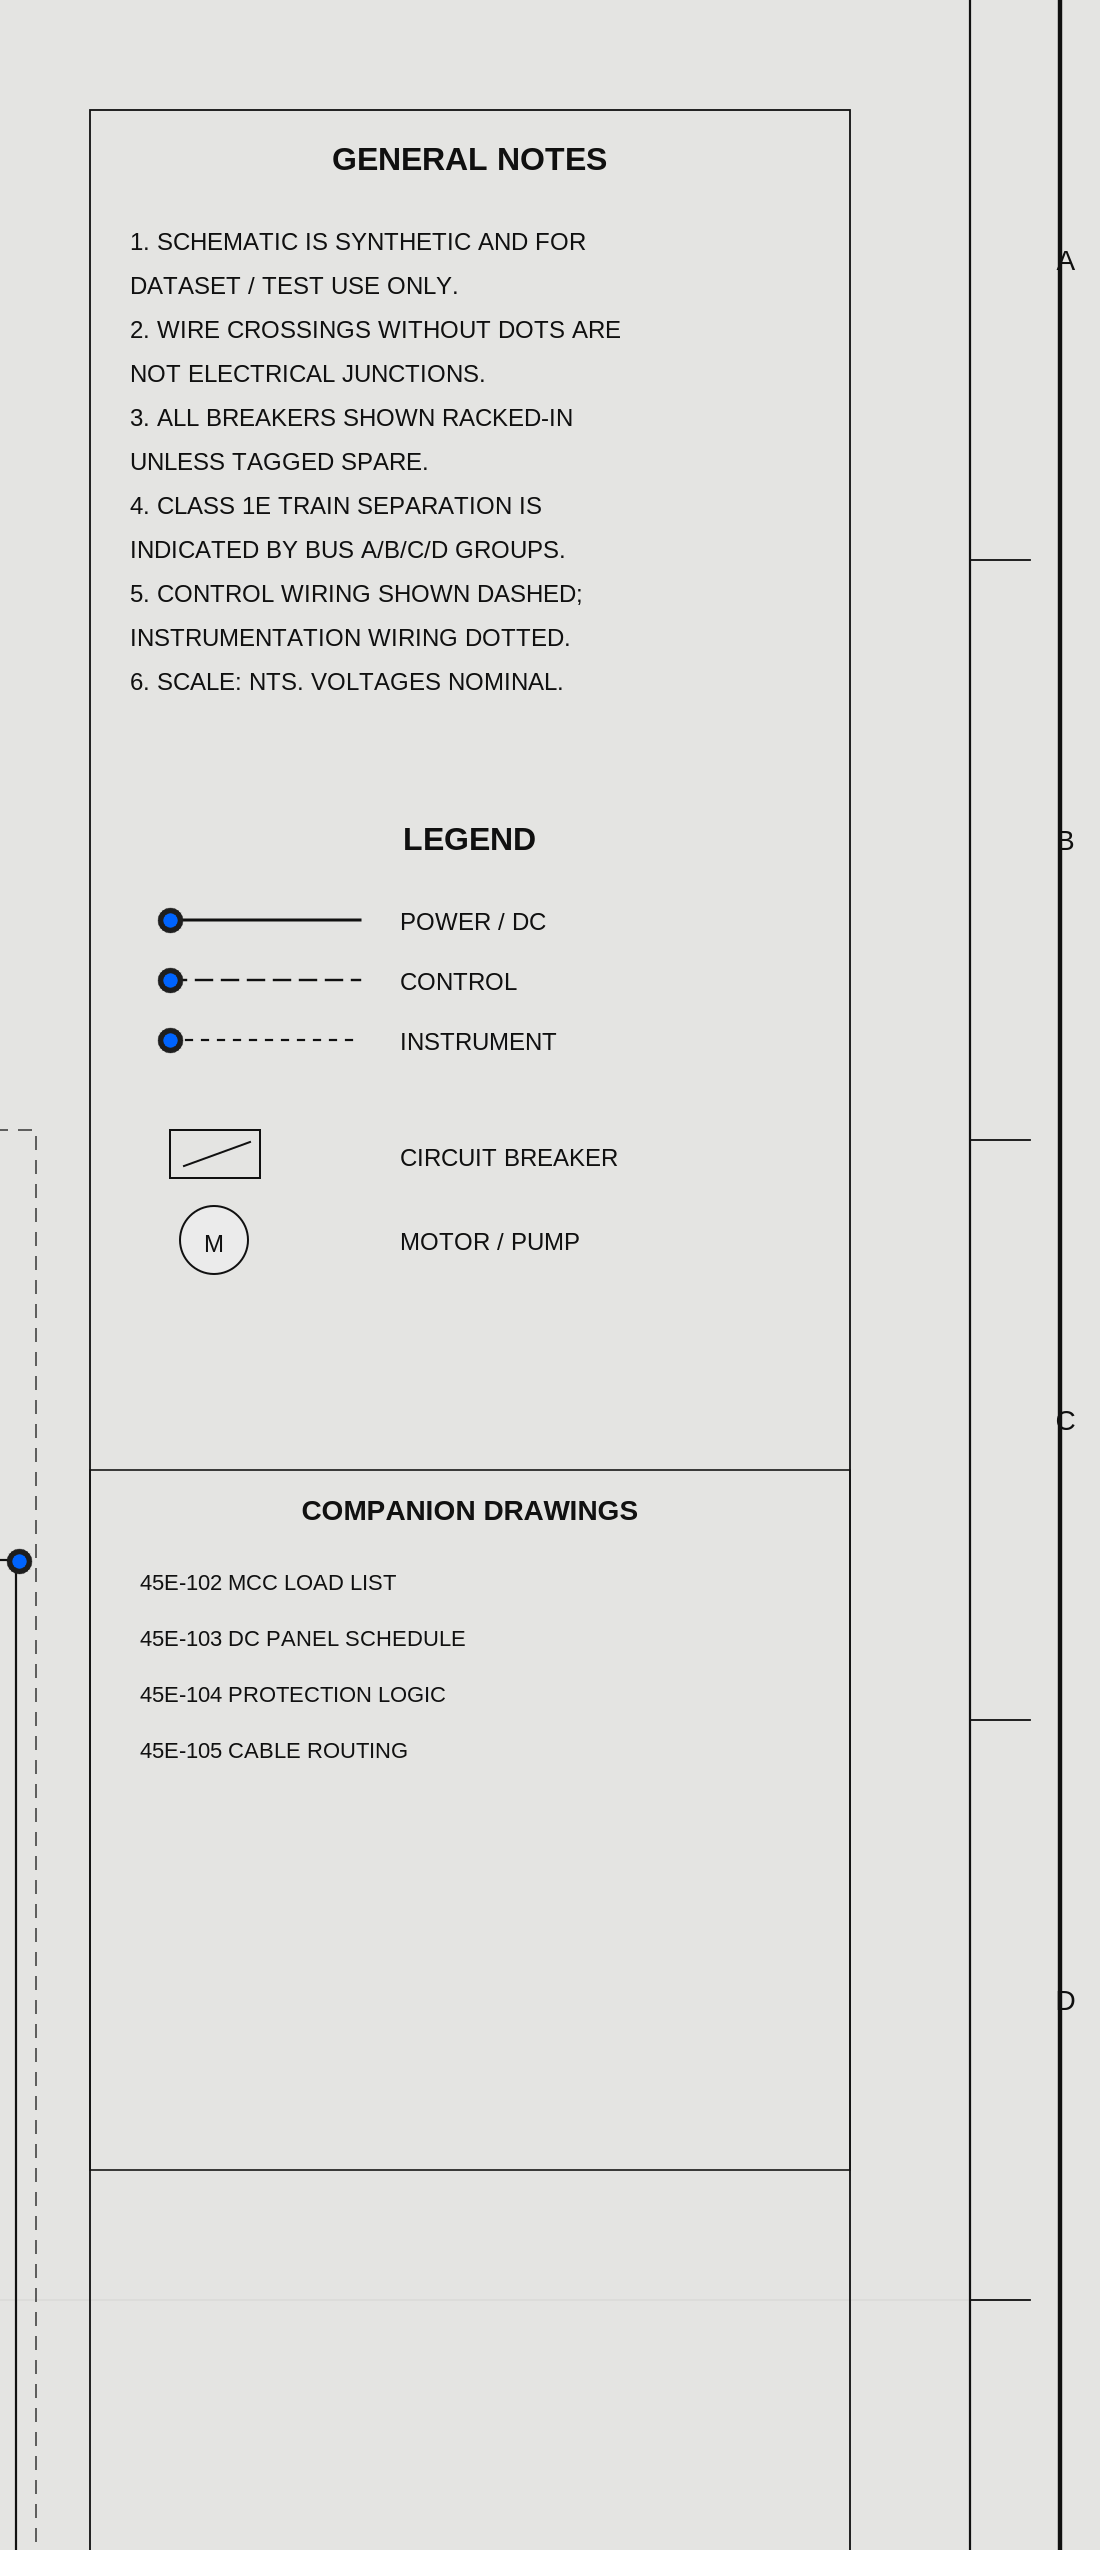 GENERAL NOTES
1. SCHEMATIC IS SYNTHETIC AND FOR
DATASET / TEST USE ONLY.
2. WIRE CROSSINGS WITHOUT DOTS ARE
NOT ELECTRICAL JUNCTIONS.
3. ALL BREAKERS SHOWN RACKED-IN
UNLESS TAGGED SPARE.
4. CLASS 1E TRAIN SEPARATION IS
INDICATED BY BUS A/B/C/D GROUPS.
5. CONTROL WIRING SHOWN DASHED;
INSTRUMENTATION WIRING DOTTED.
6. SCALE: NTS. VOLTAGES NOMINAL.
LEGEND
POWER / DC
CONTROL
INSTRUMENT
CIRCUIT BREAKER
M MOTOR / PUMP
COMPANION DRAWINGS
45E-102 MCC LOAD LIST
45E-103 DC PANEL SCHEDULE
45E-104 PROTECTION LOGIC
45E-105 CABLE ROUTING
A
B
C
D